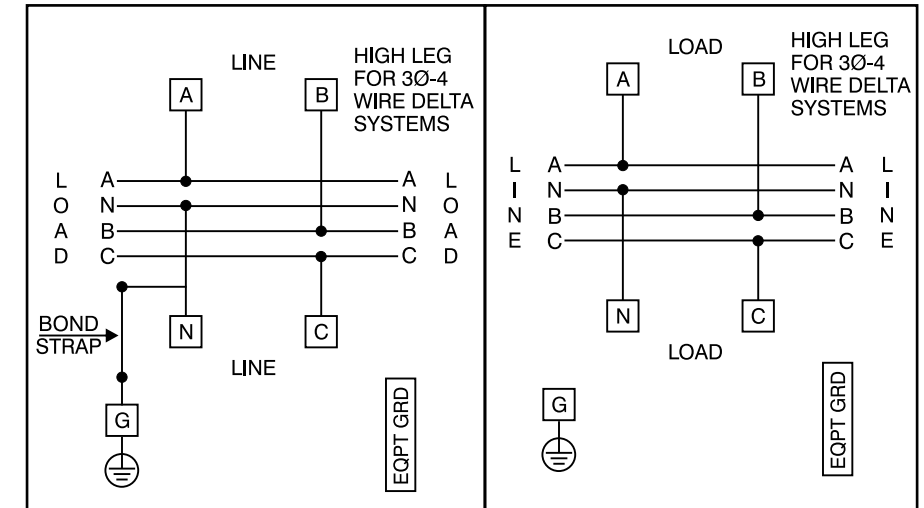 LINE
HIGH LEG
FOR 3Ø-4
WIRE DELTA
SYSTEMS
A
B
L
O
A
D
A
N
B
C
A
N
B
C
L
O
A
D
BOND
STRAP
N
C
LINE
G
EQPT GRD
LOAD
HIGH LEG
FOR 3Ø-4
WIRE DELTA
SYSTEMS
A
B
L
I
N
E
A
N
B
C
A
N
B
C
L
I
N
E
N
C
LOAD
G
EQPT GRD